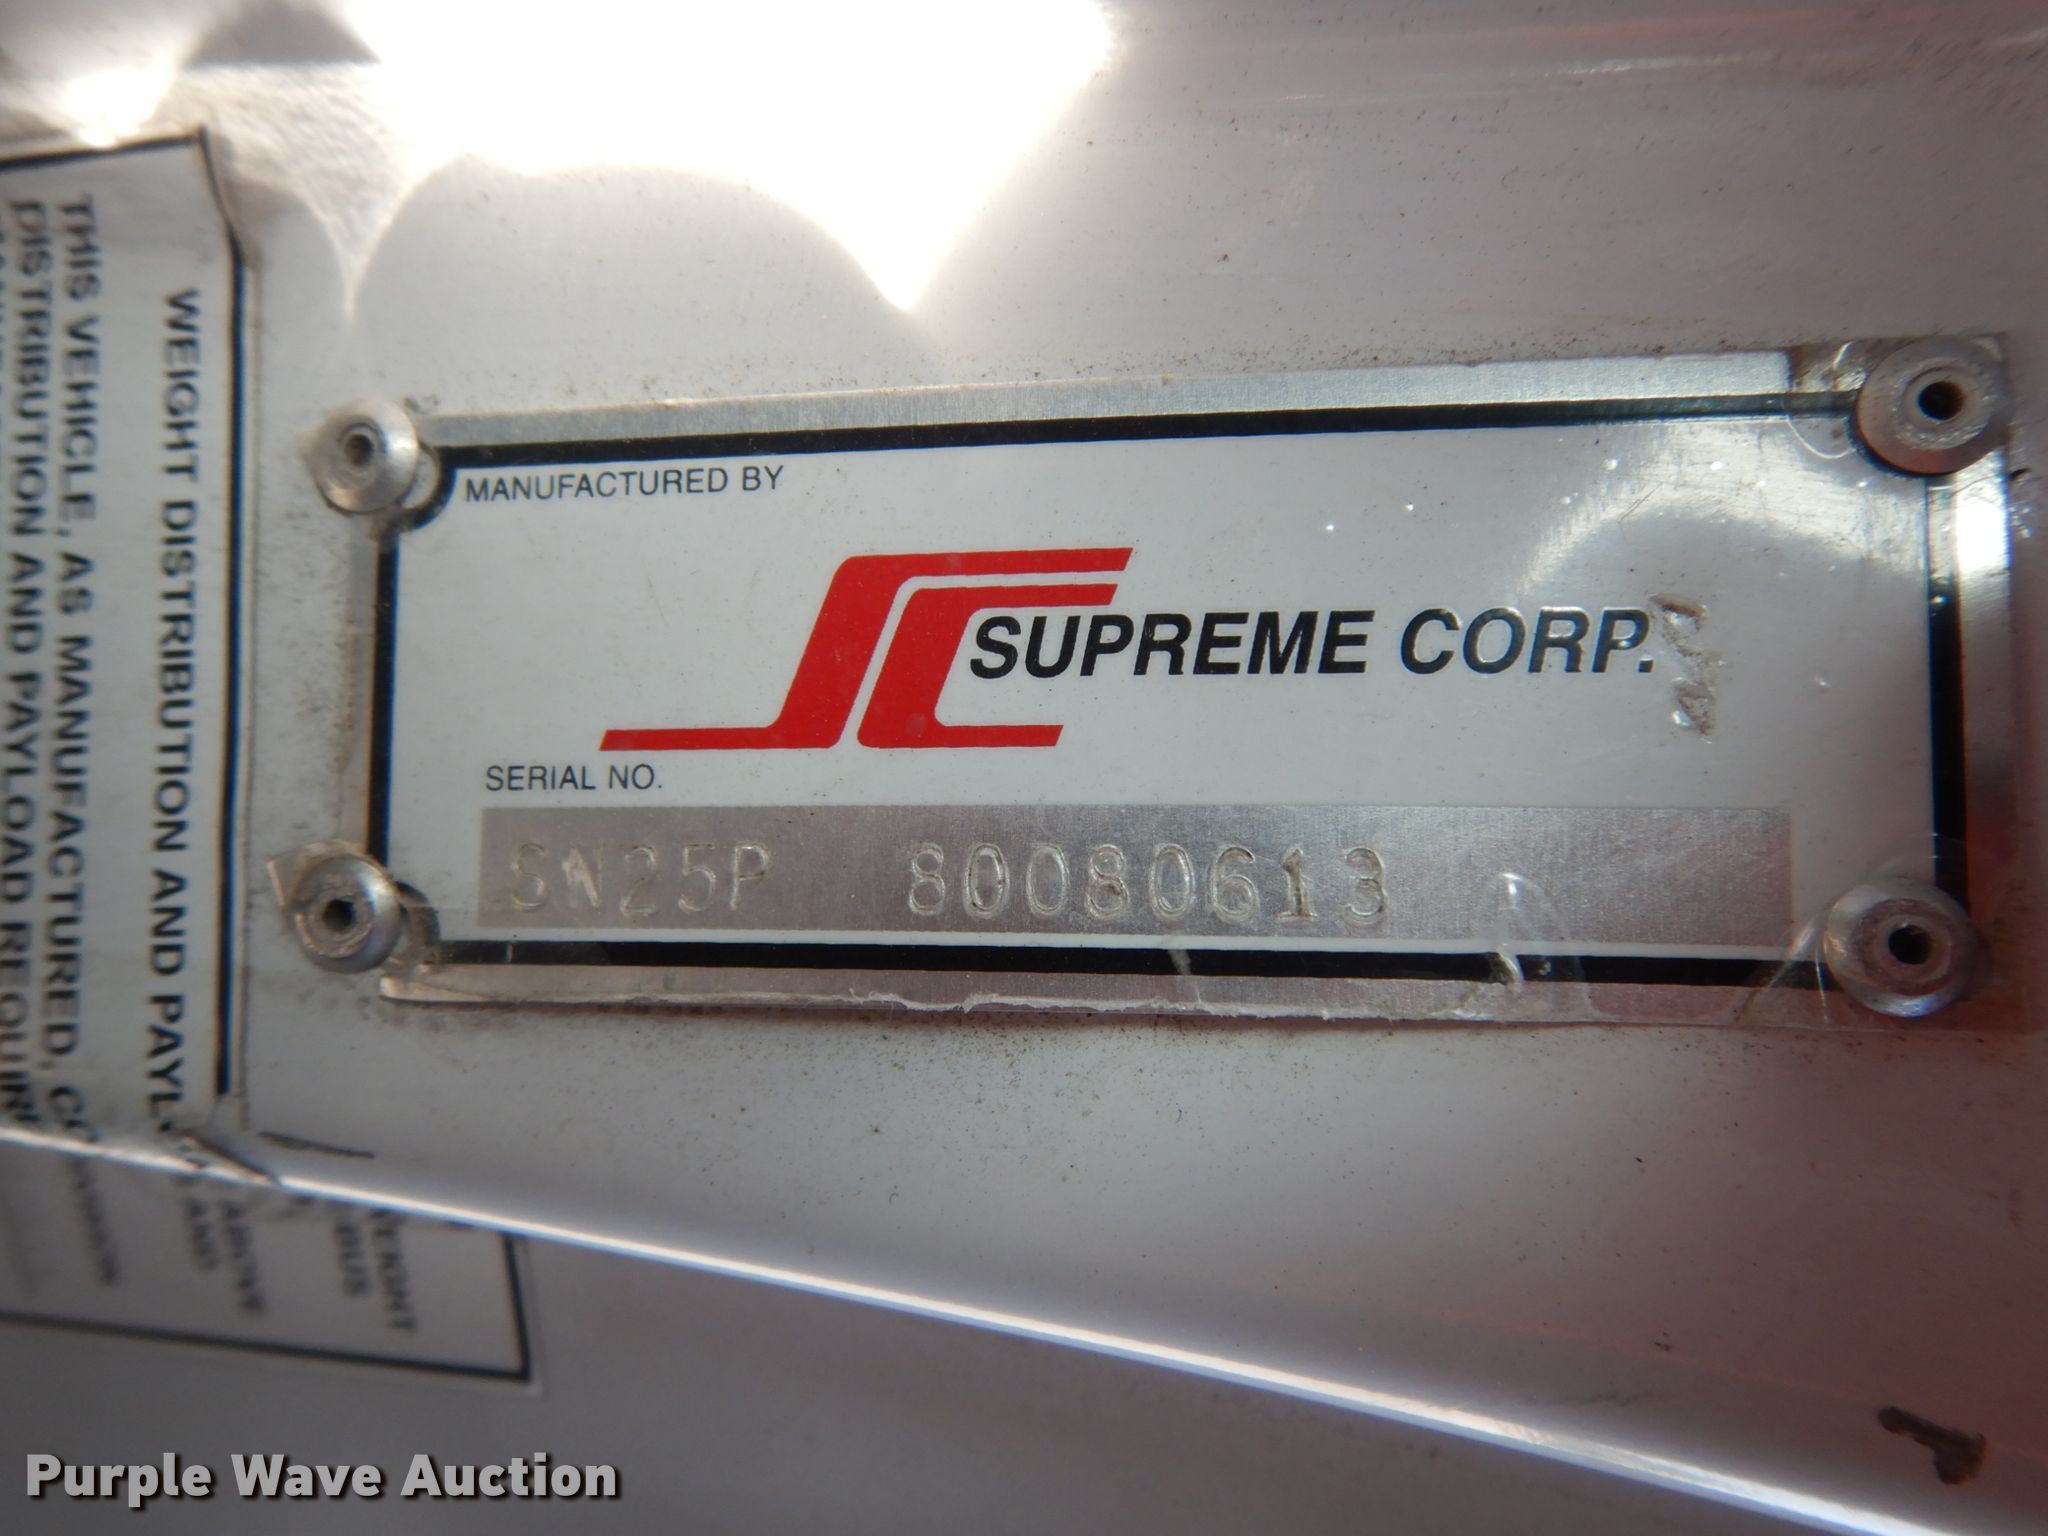 MANUFACTURED BY
SUPREME CORP.
SERIAL NO.
SN25P 80080613
WEIGHT DISTRIBUTION AND PAYL
THIS VEHICLE, AS MANUFACTURED,
DISTRIBUTION AND PAYLOAD REQUIR
Purple Wave Auction